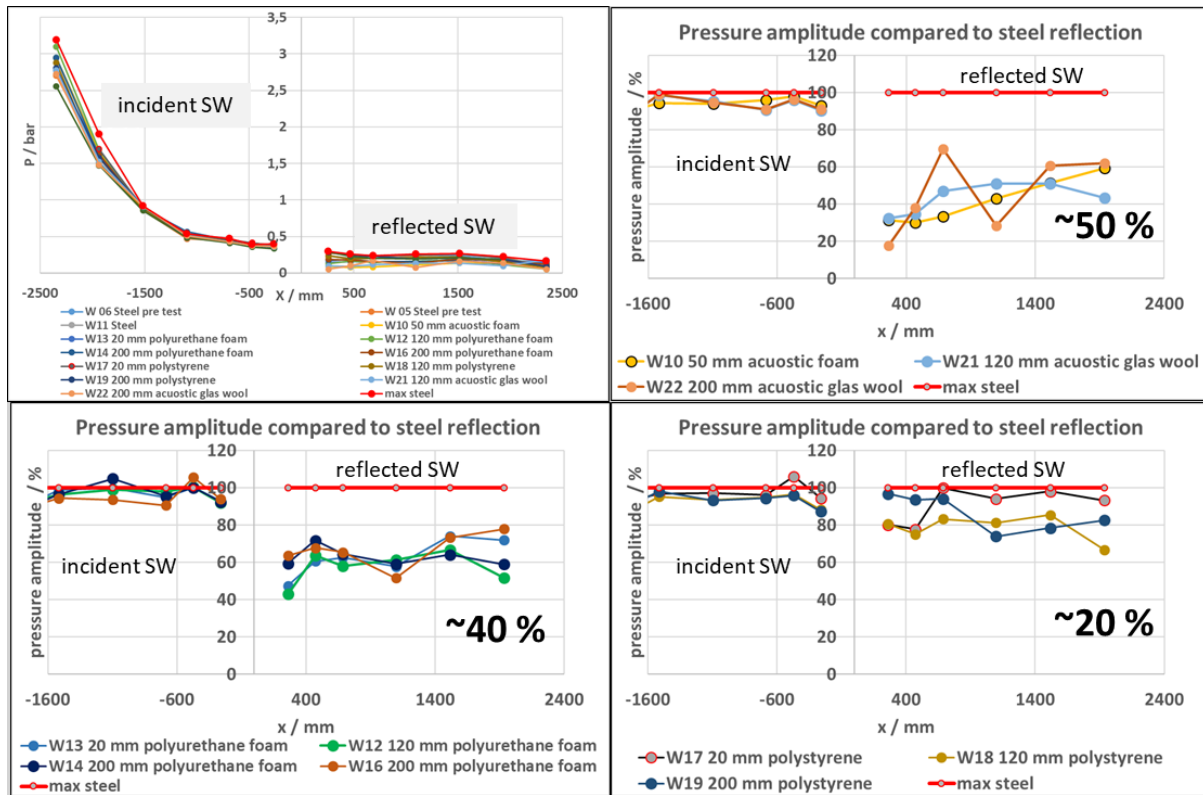 3,5
3
2,5
2
1,5
1
0,5
0
P / bar
incident SW
reflected SW
-2500 -1500 -500 500 1500 2500
X / mm
W 06 Steel pre test W 05 Steel pre test
W11 Steel W10 50 mm acuostic foam
W13 20 mm polyurethane foam W12 120 mm polyurethane foam
W14 200 mm polyurethane foam W16 200 mm polyurethane foam
W17 20 mm polystyrene W18 120 mm polystyrene
W19 200 mm polystyrene W21 120 mm acuostic glas wool
W22 200 mm acuostic glas wool max steel
Pressure amplitude compared to steel reflection
120
100
80
60
40
20
0
pressure amplitude / %
reflected SW
incident SW
~50 %
-1600 -600 400 1400 2400
x / mm
W10 50 mm acuostic foam W21 120 mm acuostic glas wool
W22 200 mm acuostic glas wool max steel
Pressure amplitude compared to steel reflection
120
100
80
60
40
20
0
pressure amplitude / %
reflected SW
incident SW
~40 %
-1600 -600 400 1400 2400
x / mm
W13 20 mm polyurethane foam W12 120 mm polyurethane foam
W14 200 mm polyurethane foam W16 200 mm polyurethane foam
max steel
Pressure amplitude compared to steel reflection
120
100
80
60
40
20
0
pressure amplitude / %
reflected SW
incident SW
~20 %
-1600 -600 400 1400 2400
x / mm
W17 20 mm polystyrene W18 120 mm polystyrene
W19 200 mm polystyrene max steel